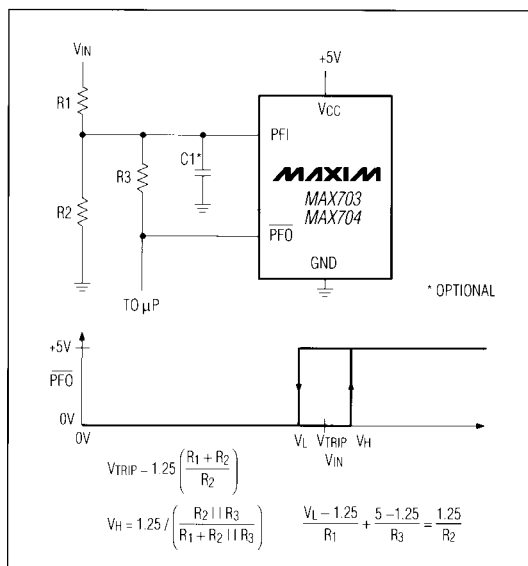 VIN
+5V
R1
VCC
PFI
R3
C1*
MAXIM
MAX703
MAX704
R2
PFO
GND
* OPTIONAL
TO µP
+5V
PFO
0V
0V
VL
VTRIP
VH
VIN
VTRIP – 1.25 (R1 + R2 / R2)
VH = 1.25 / (R2 || R3 / R1 + R2 || R3)
VL – 1.25 / R1 + 5 – 1.25 / R3 = 1.25 / R2